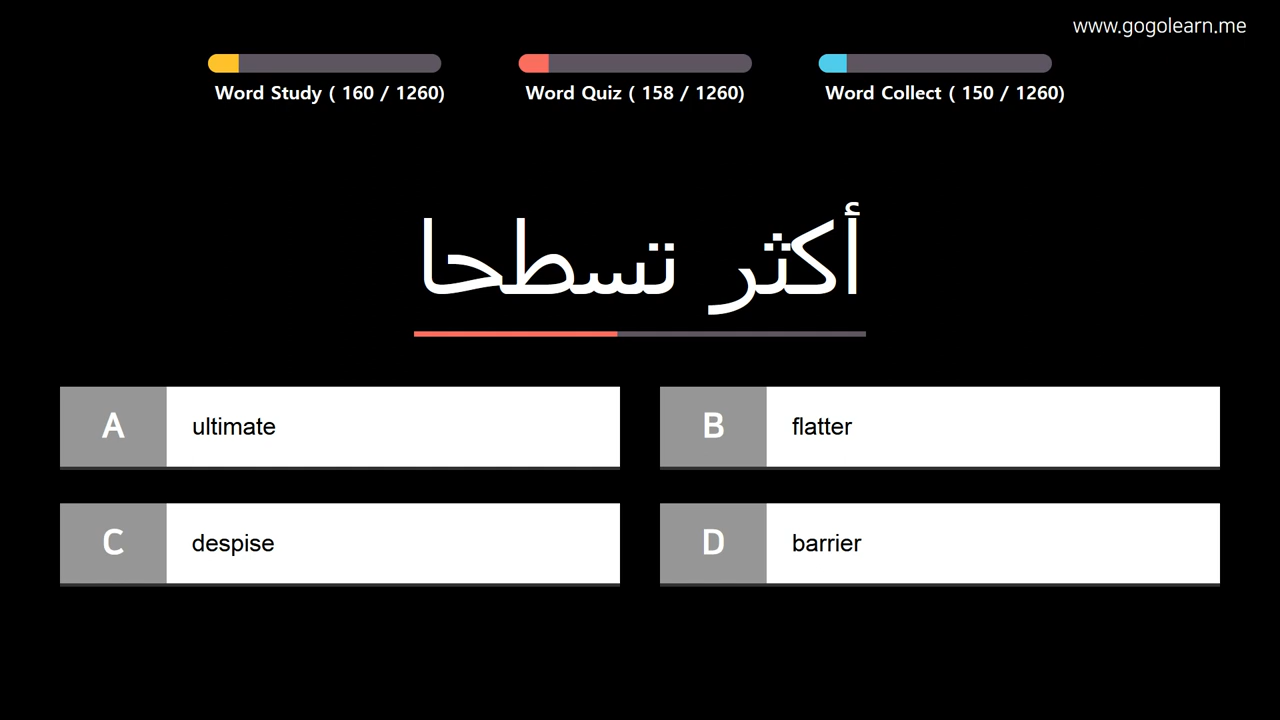 www.gogolearn.me
Word Study ( 160 / 1260)
Word Quiz ( 158 / 1260)
Word Collect ( 150 / 1260)
أكثر تسطحا
A ultimate
B flatter
C despise
D barrier